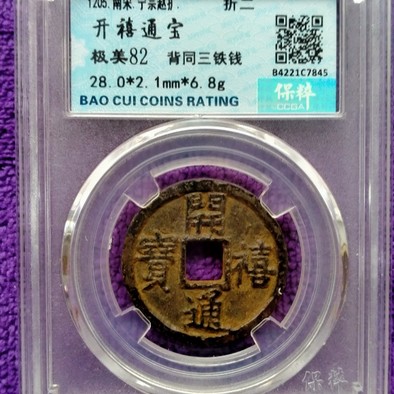 1205. 南宋. 宁宗赵扩. 折二
开禧通宝
极美82 背同三铁钱
28.0*2.1mm*6.8g
BAO CUI COINS RATING
B4221C7845
保粹
CCGA
開
寶 禧
通
保粹